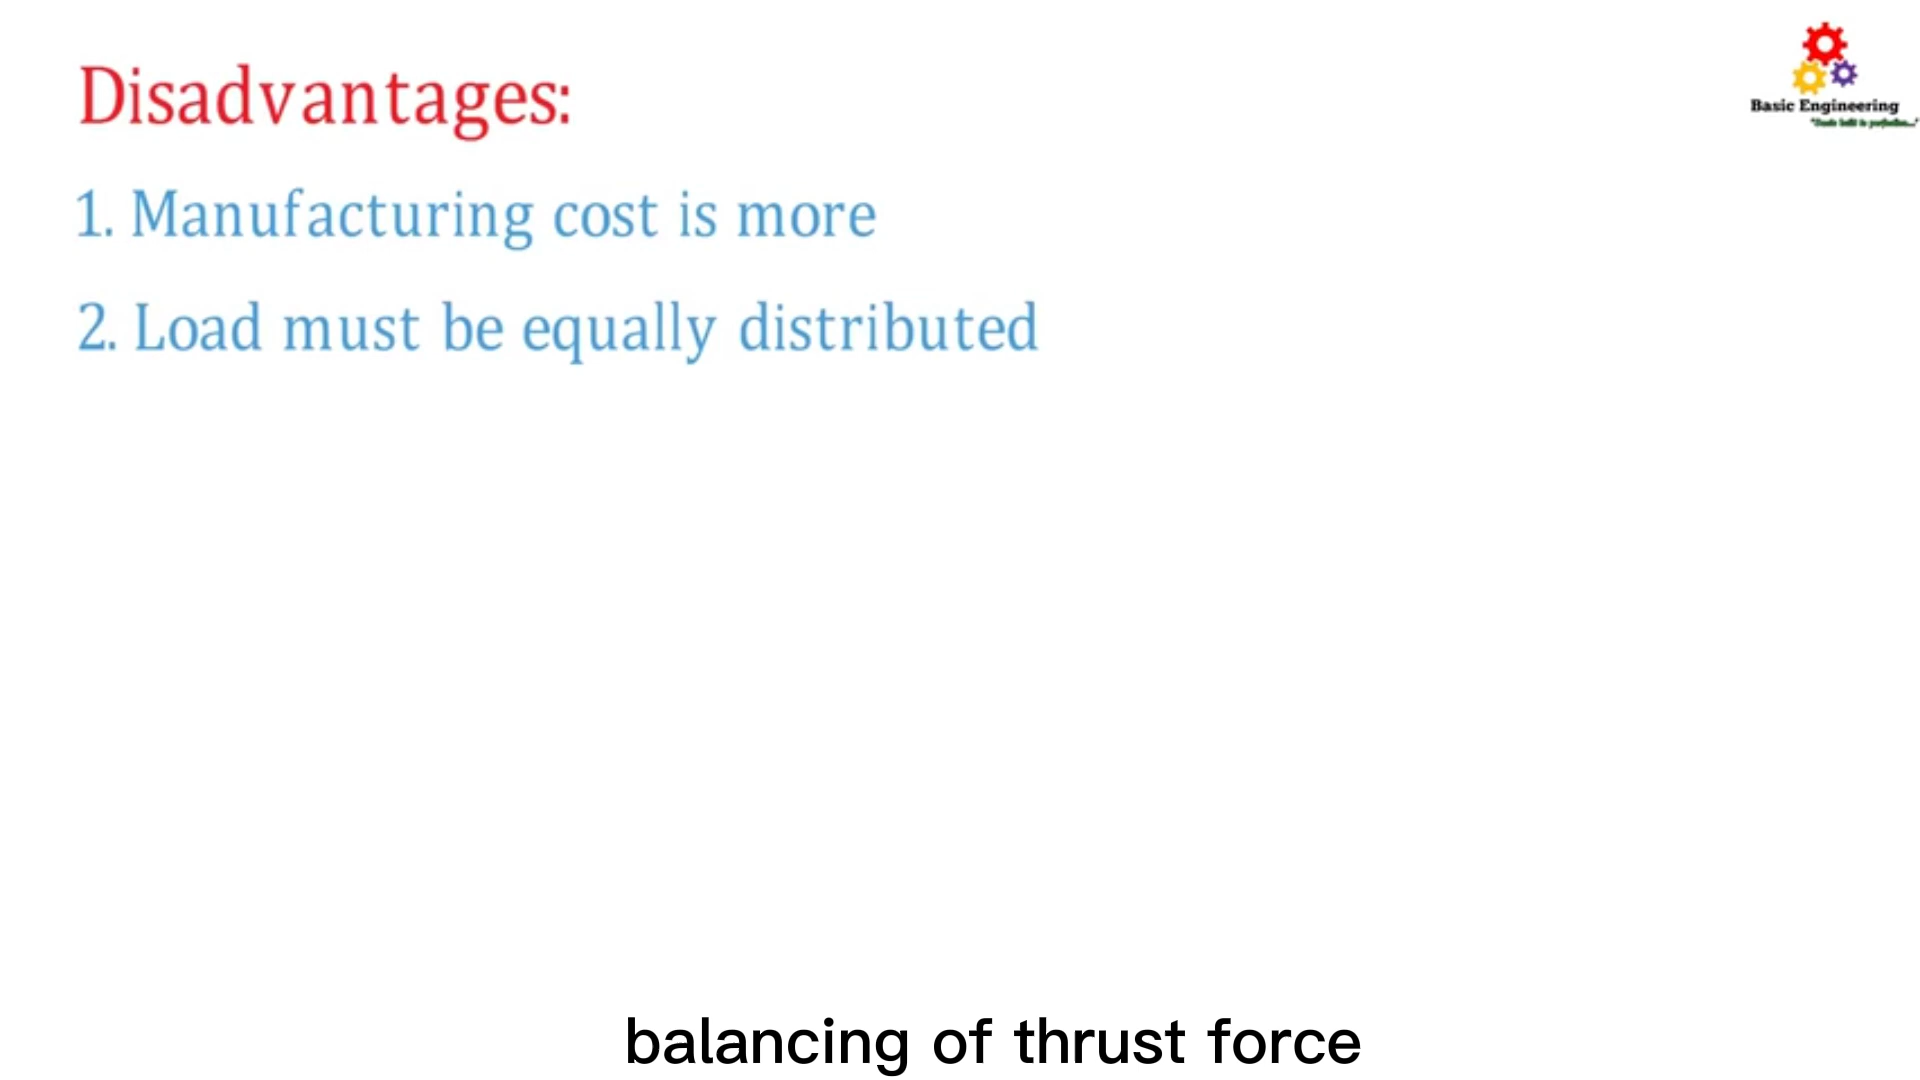 Disadvantages:
1. Manufacturing cost is more
2. Load must be equally distributed
Basic Engineering
balancing of thrust force